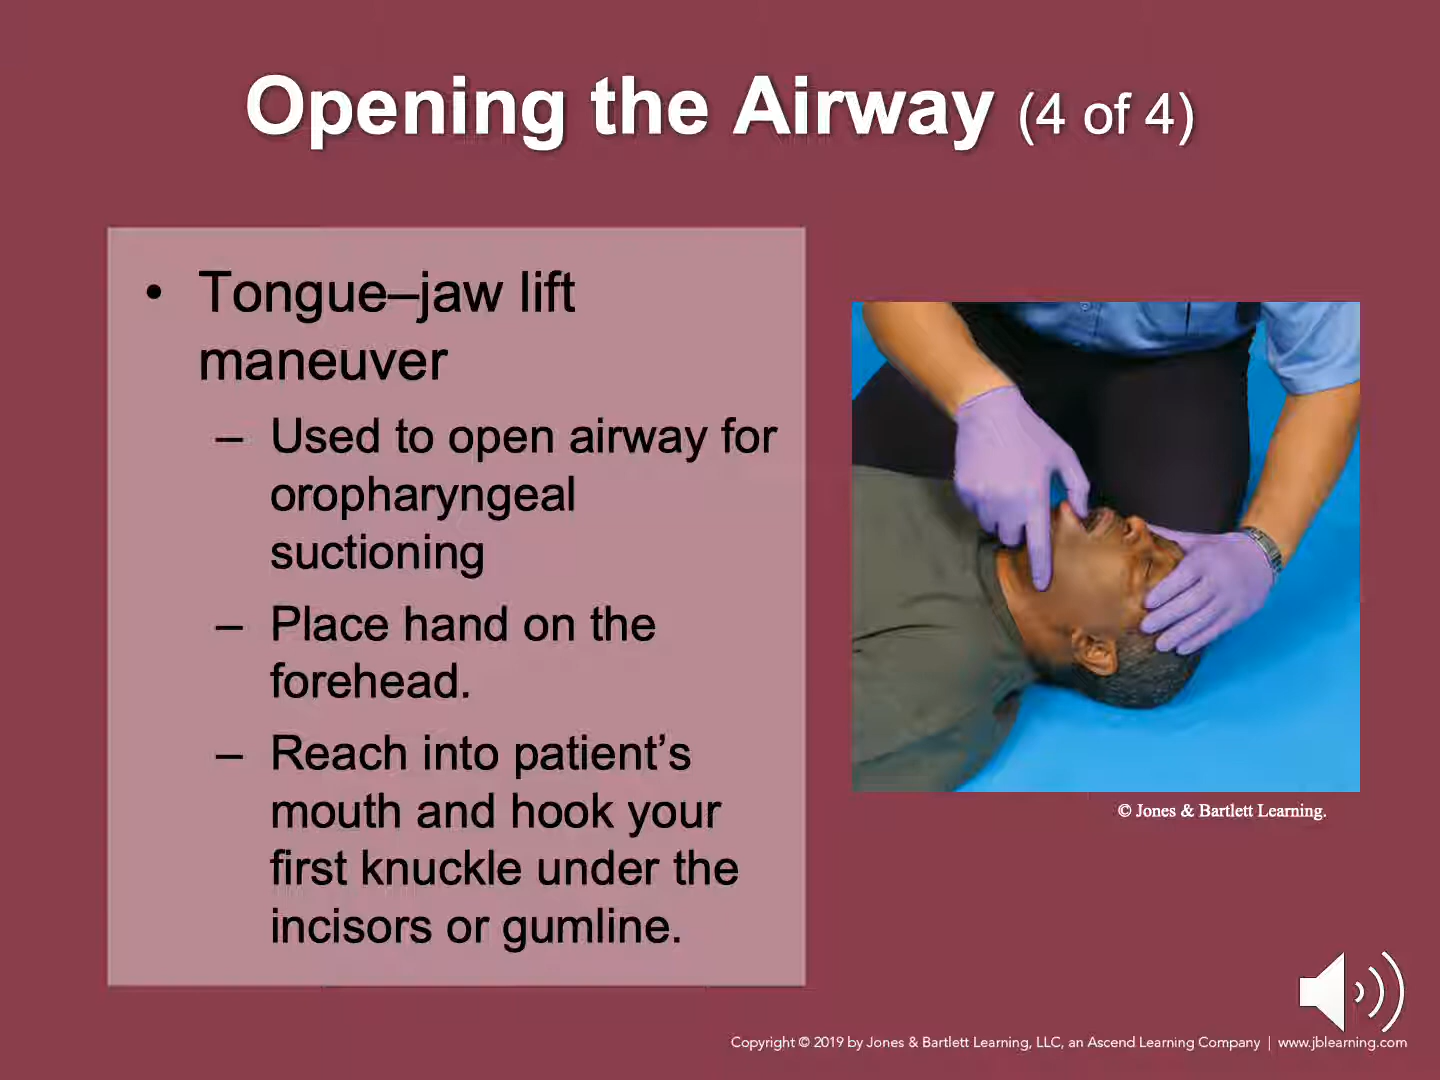 Opening the Airway (4 of 4)
• Tongue–jaw lift
maneuver
– Used to open airway for
oropharyngeal
suctioning
– Place hand on the
forehead.
– Reach into patient’s
mouth and hook your
first knuckle under the
incisors or gumline.
© Jones & Bartlett Learning.
Copyright © 2019 by Jones & Bartlett Learning, LLC, an Ascend Learning Company | www.jblearning.com